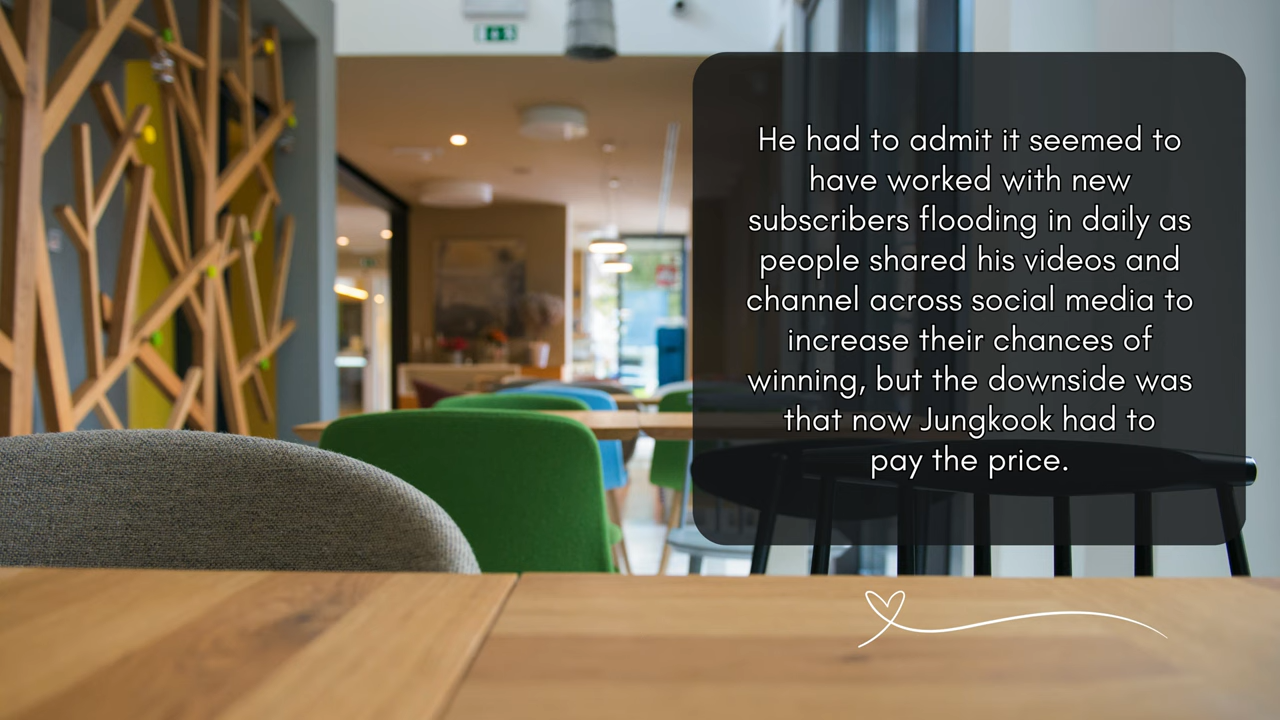 He had to admit it seemed to
have worked with new
subscribers flooding in daily as
people shared his videos and
channel across social media to
increase their chances of
winning, but the downside was
that now Jungkook had to
pay the price.